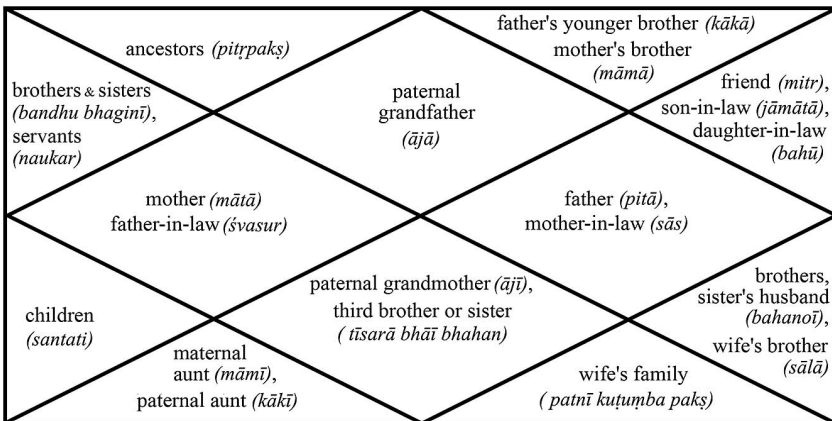 ancestors (pitṛpakṣ)
father's younger brother (kākā)
mother's brother
(māmā)
brothers & sisters
(bandhu bhaginī),
servants
(naukar)
paternal
grandfather
(ājā)
friend (mitr),
son-in-law (jāmātā),
daughter-in-law
(bahū)
mother (mātā)
father-in-law (śvasur)
father (pitā),
mother-in-law (sās)
children
(santati)
paternal grandmother (ājī),
third brother or sister
( tīsarā bhāī bhahan)
brothers,
sister's husband
(bahanoī),
wife's brother
(sālā)
maternal
aunt (māmī),
paternal aunt (kākī)
wife's family
( patnī kuṭumba pakṣ)